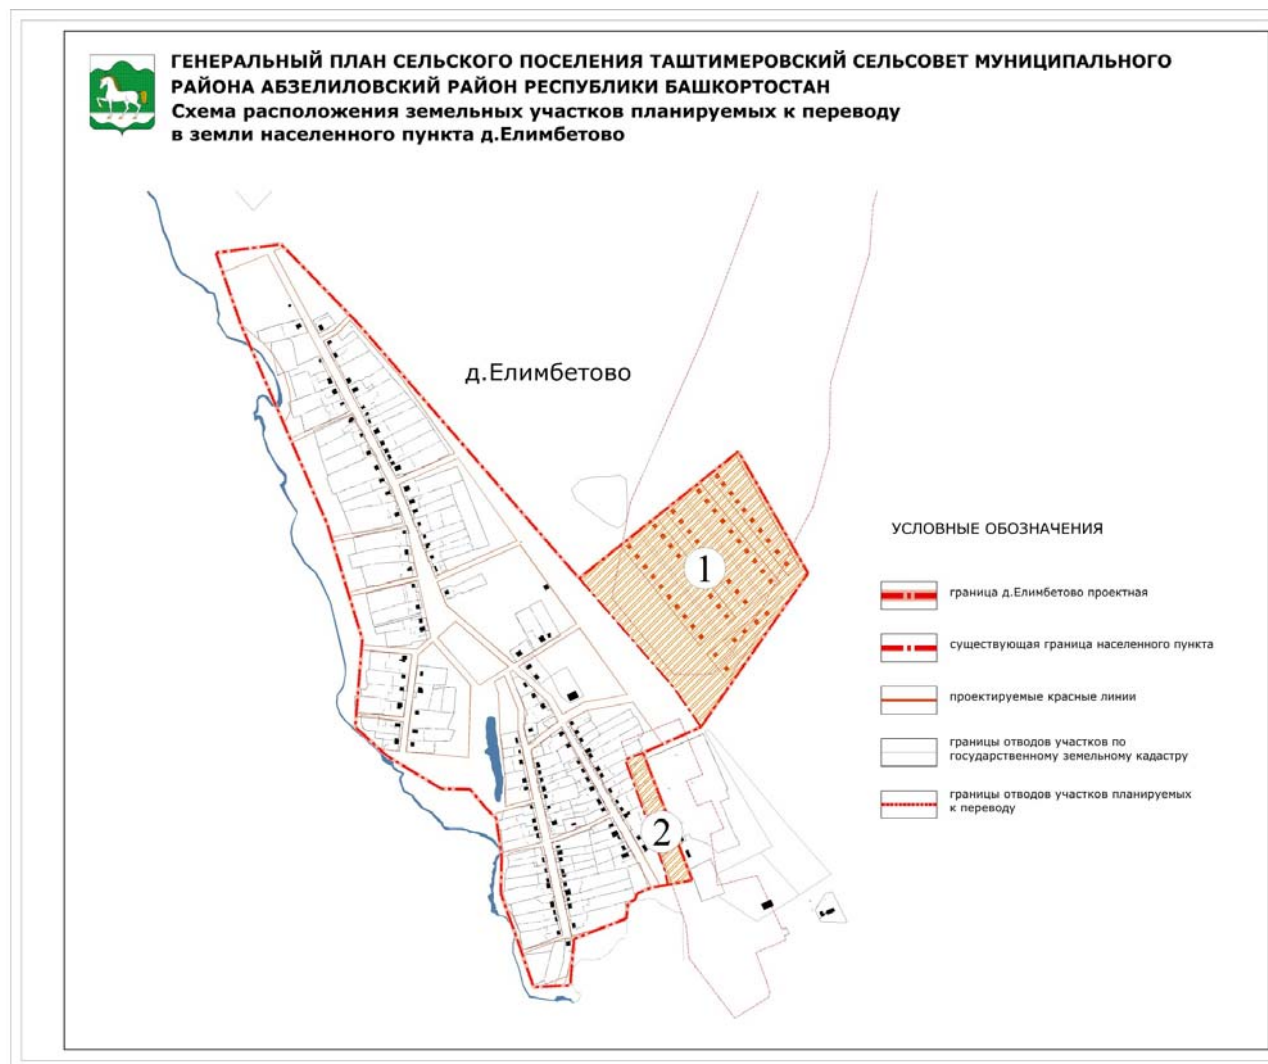 ГЕНЕРАЛЬНЫЙ ПЛАН СЕЛЬСКОГО ПОСЕЛЕНИЯ ТАШТИМЕРОВСКИЙ СЕЛЬСОВЕТ МУНИЦИПАЛЬНОГО
РАЙОНА АБЗЕЛИЛОВСКИЙ РАЙОН РЕСПУБЛИКИ БАШКОРТОСТАН
Схема расположения земельных участков планируемых к переводу
в земли населенного пункта д.Елимбетово
д.Елимбетово
1
2
УСЛОВНЫЕ ОБОЗНАЧЕНИЯ
граница д.Елимбетово проектная
существующая граница населенного пункта
проектируемые красные линии
границы отводов участков по
государственному земельному кадастру
границы отводов участков планируемых
к переводу